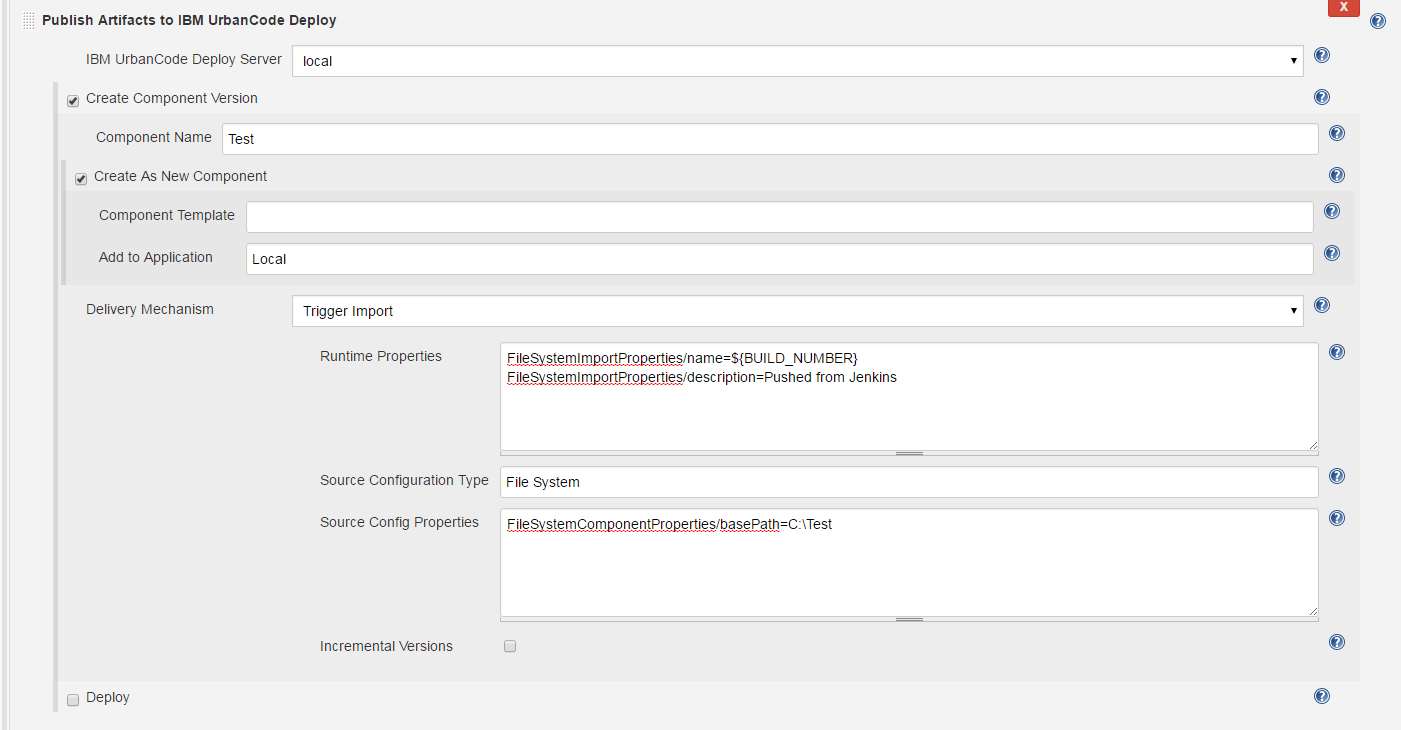 Publish Artifacts to IBM UrbanCode Deploy
X
IBM UrbanCode Deploy Server
local
Create Component Version
Component Name
Test
Create As New Component
Component Template
Add to Application
Local
Delivery Mechanism
Trigger Import
Runtime Properties
FileSystemImportProperties/name=${BUILD_NUMBER}
FileSystemImportProperties/description=Pushed from Jenkins
Source Configuration Type
File System
Source Config Properties
FileSystemComponentProperties/basePath=C:\Test
Incremental Versions
Deploy